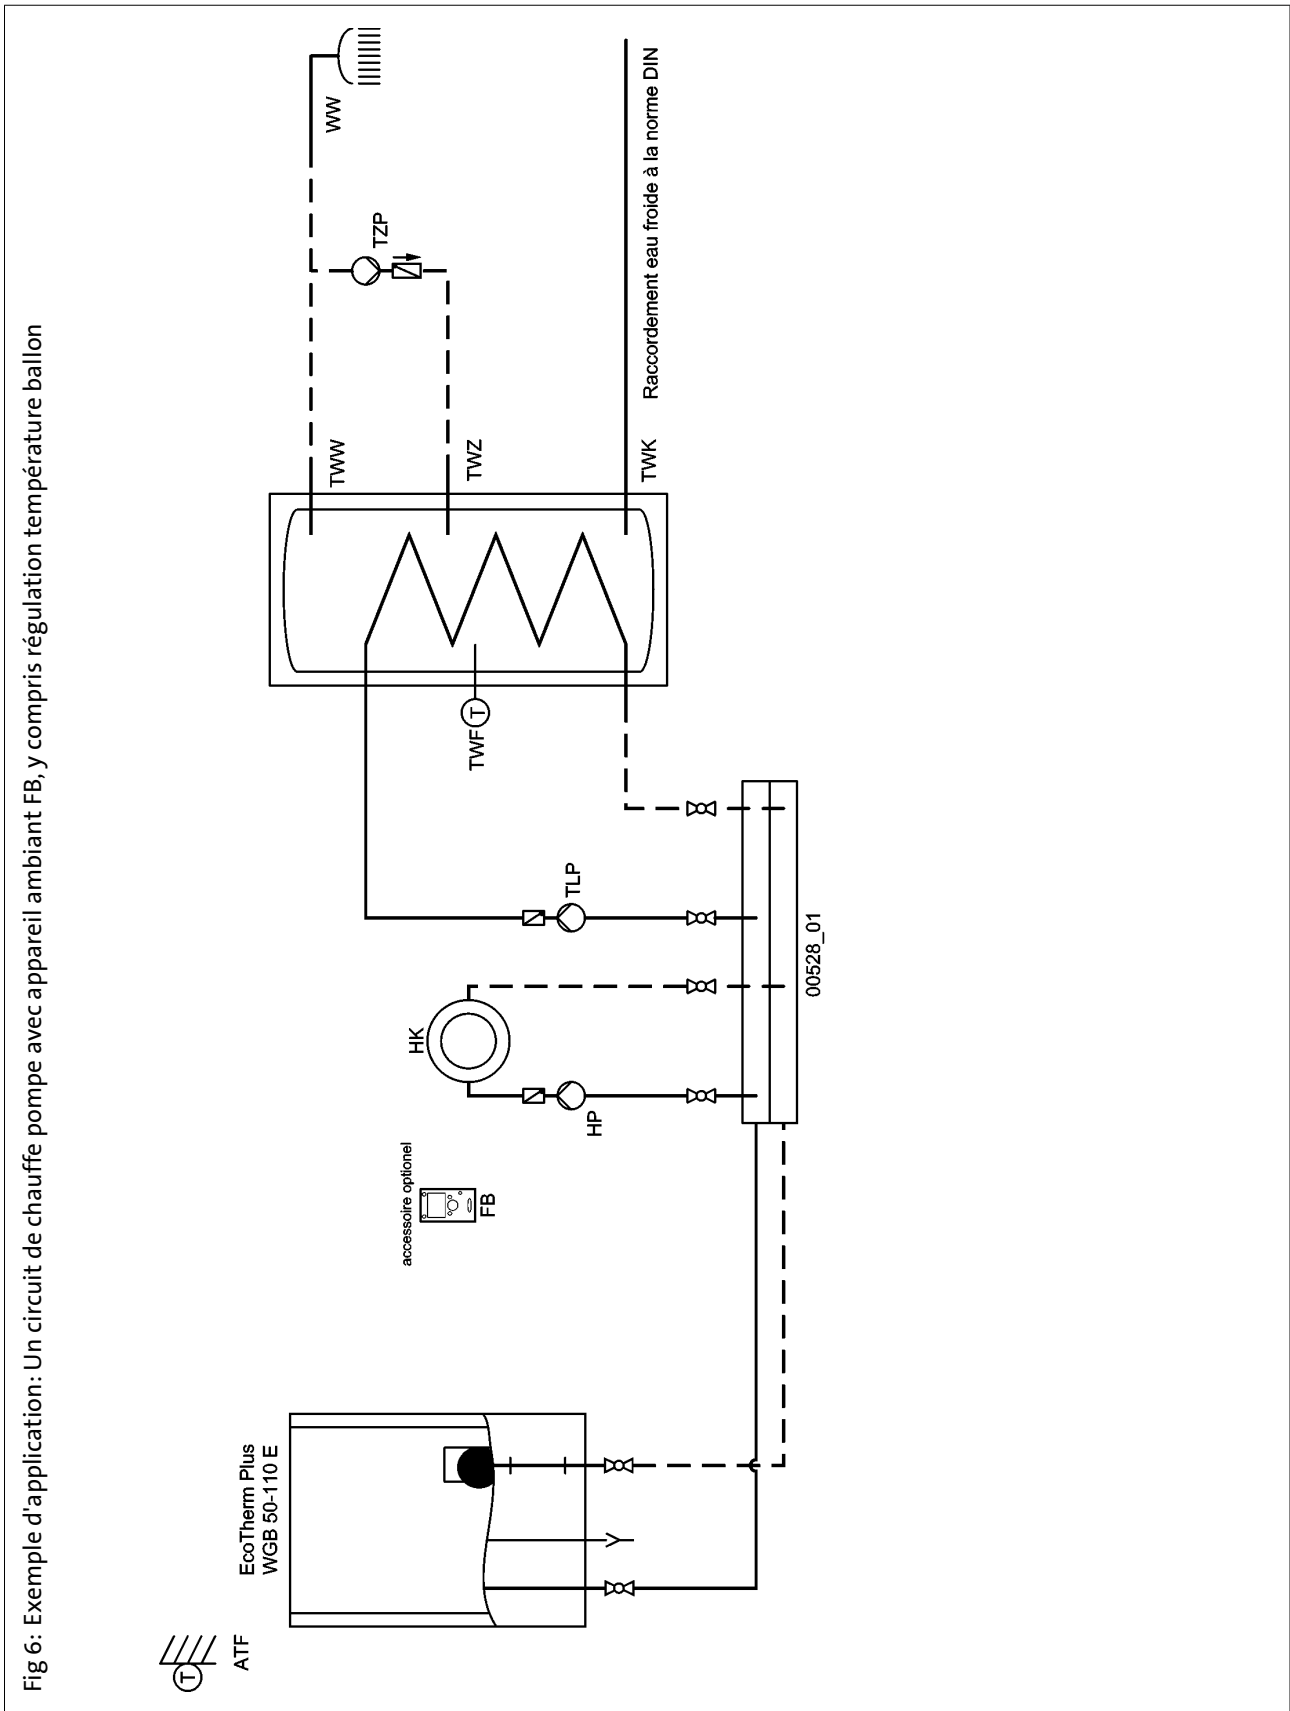 Fig 6: Exemple d'application: Un circuit de chauffe pompe avec appareil ambiant FB, y compris régulation température ballon
T
ATF
EcoTherm Plus
WGB 50-110 E
accessoire optionel
FB
HK
HP
TLP
TWF
T
TWW
TWZ
TWK
TZP
WW
Raccordement eau froide à la norme DIN
00528_01